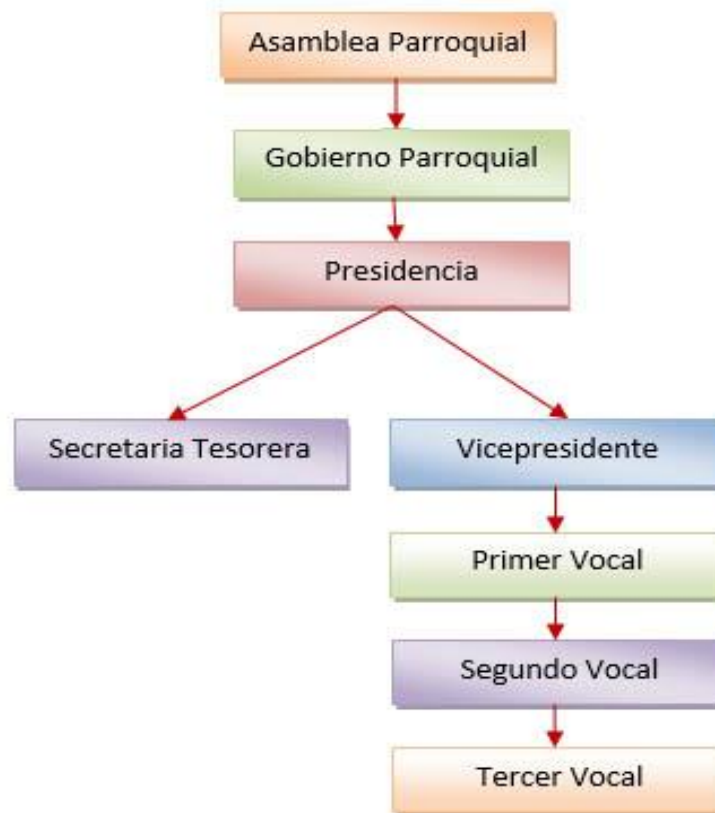 Asamblea Parroquial
Gobierno Parroquial
Presidencia
Secretaria Tesorera
Vicepresidente
Primer Vocal
Segundo Vocal
Tercer Vocal